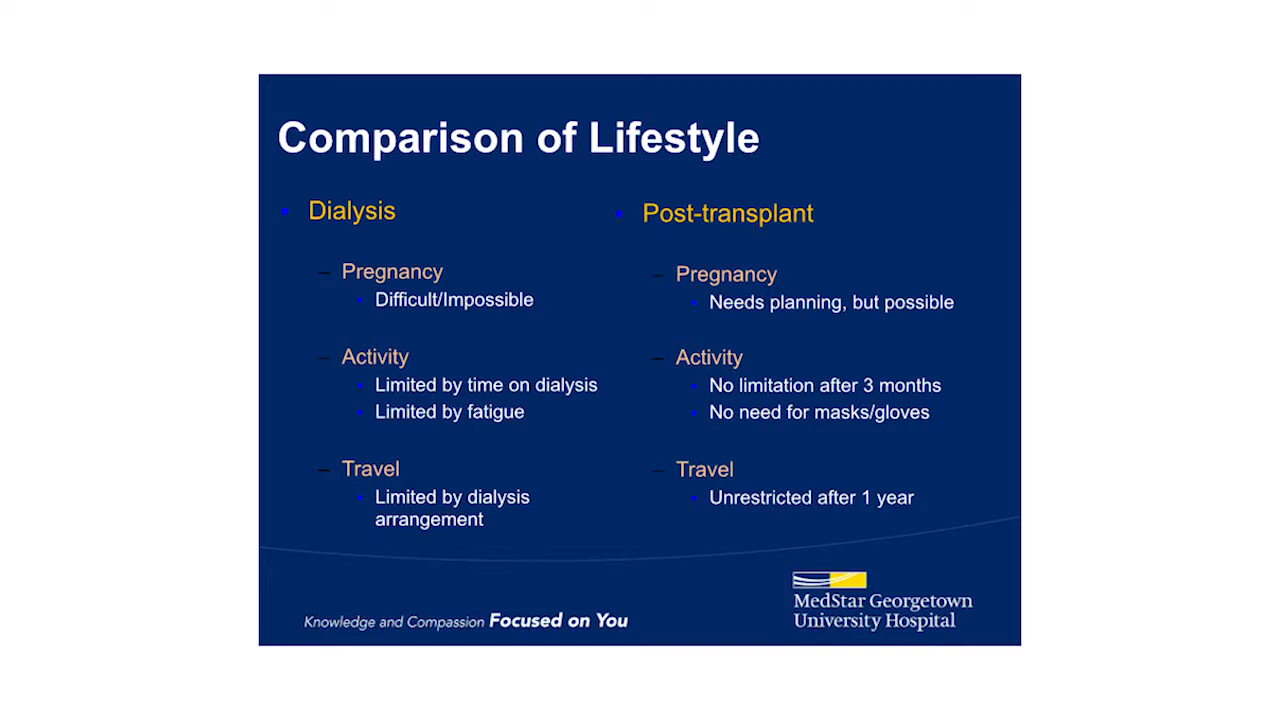 Comparison of Lifestyle
Dialysis
– Pregnancy
Difficult/Impossible
– Activity
Limited by time on dialysis
Limited by fatigue
– Travel
Limited by dialysis
arrangement
Post-transplant
– Pregnancy
Needs planning, but possible
– Activity
No limitation after 3 months
No need for masks/gloves
– Travel
Unrestricted after 1 year
Knowledge and Compassion Focused on You
MedStar Georgetown
University Hospital